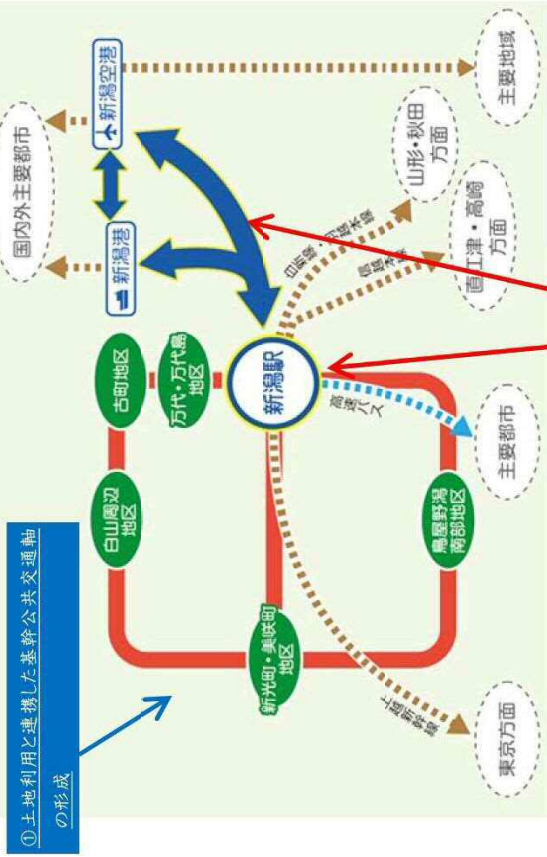 ①土地利用と連携した基幹公共交通軸
の形成
国内外主要都市
新潟港
新潟空港
古町地区
万代・万代島
地区
白山周辺
地区
新潟駅
白新線・羽越本線
信越本線
山形・秋田
方面
直江津・高崎
方面
主要地域
高速バス
主要都市
新光町・美咲町
地区
鳥屋野潟
南部地区
上越新幹線
東京方面